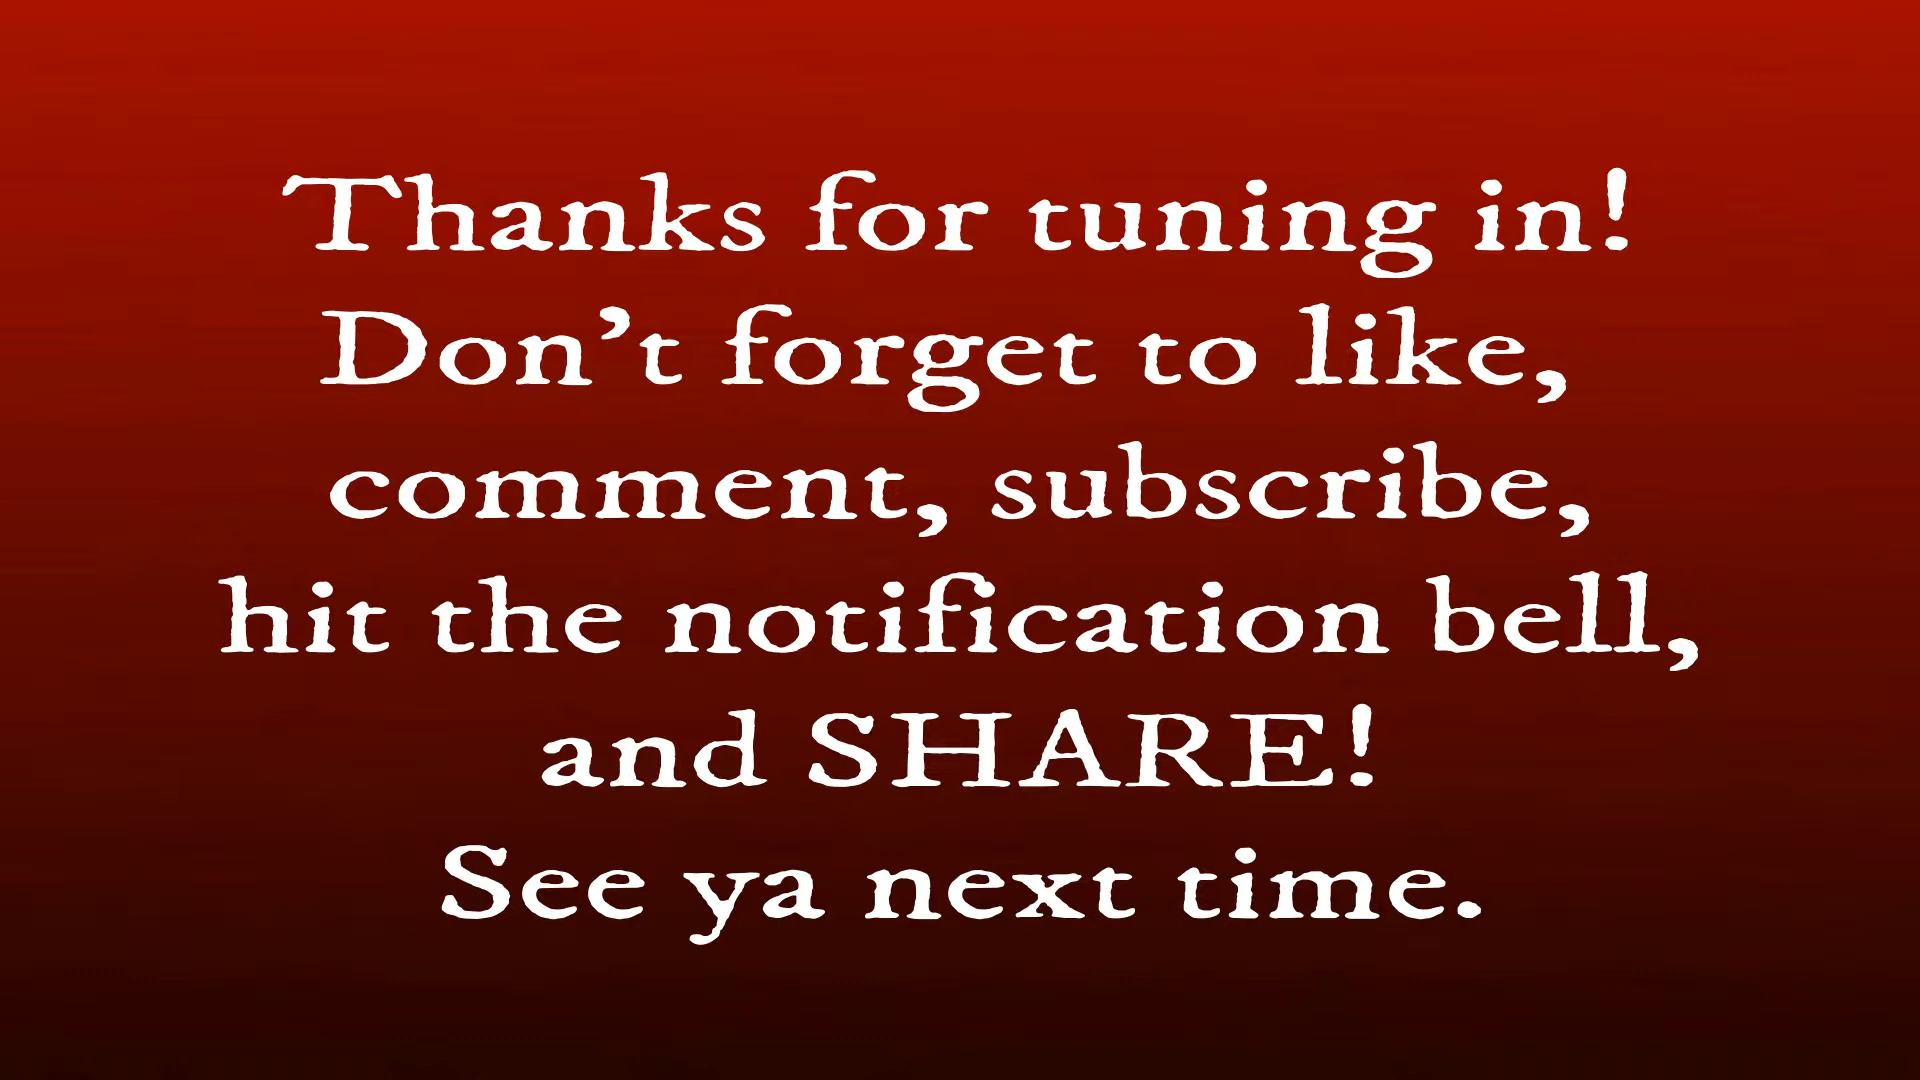 Thanks for tuning in!
Don’t forget to like,
comment, subscribe,
hit the notification bell,
and SHARE!
See ya next time.